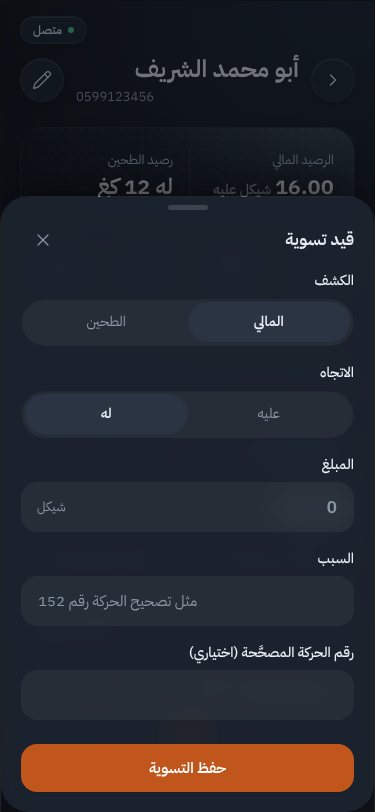 متصل
أبو محمد الشريف
0599123456
الرصيد المالي
16.00 شيكل عليه
رصيد الطحين
له 12 كغ
قيد تسوية
الكشف
المالي
الطحين
الاتجاه
عليه
له
المبلغ
0
شيكل
السبب
مثل تصحيح الحركة رقم 152
رقم الحركة المصحَّحة (اختياري)
حفظ التسوية